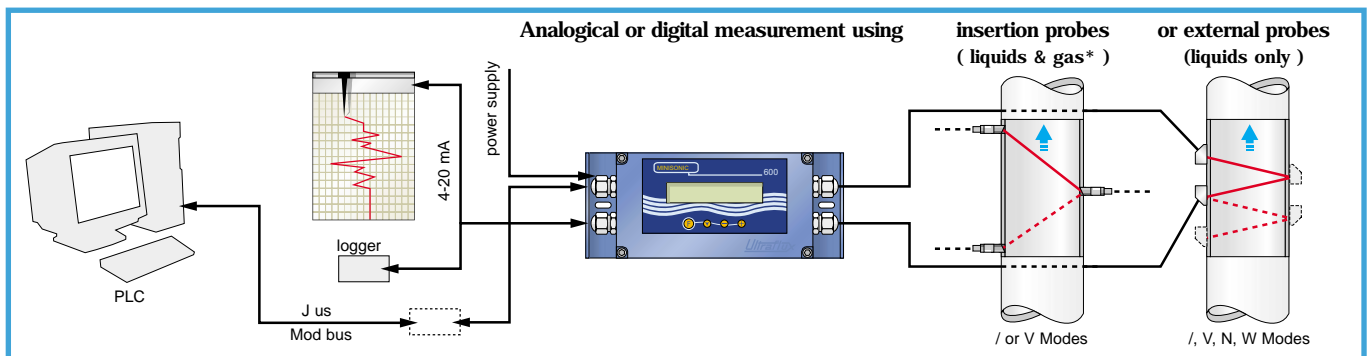 Analogical or digital measurement using
insertion probes
( liquids & gas* )
or external probes
(liquids only )
power supply
4-20 mA
MINISONIC
600
logger
PLC
J us
Mod bus
/ or V Modes
/, V, N, W Modes